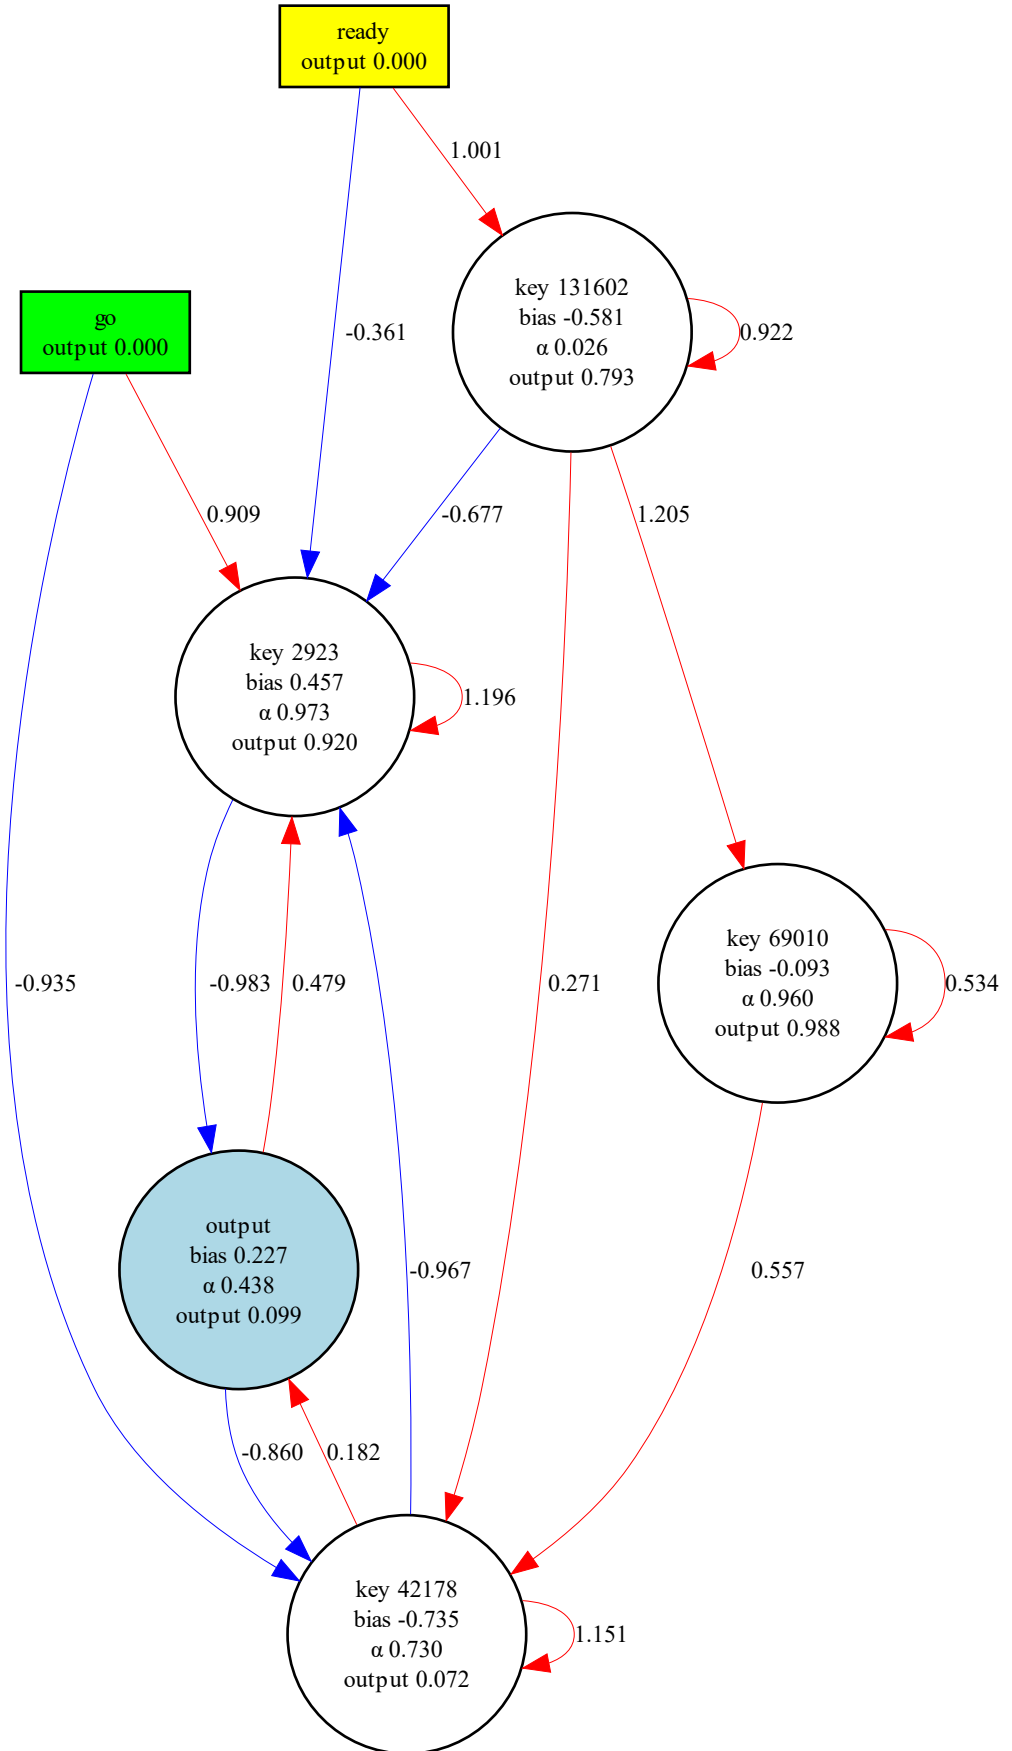 ready
output 0.000
1.001
key 131602
bias -0.581
α 0.026
output 0.793
0.922
go
output 0.000
-0.361
0.909
-0.677
1.205
key 2923
bias 0.457
α 0.973
output 0.920
1.196
key 69010
bias -0.093
α 0.960
output 0.988
0.534
-0.935
-0.983
0.479
0.271
output
bias 0.227
α 0.438
output 0.099
-0.967
0.557
-0.860
0.182
key 42178
bias -0.735
α 0.730
output 0.072
1.151